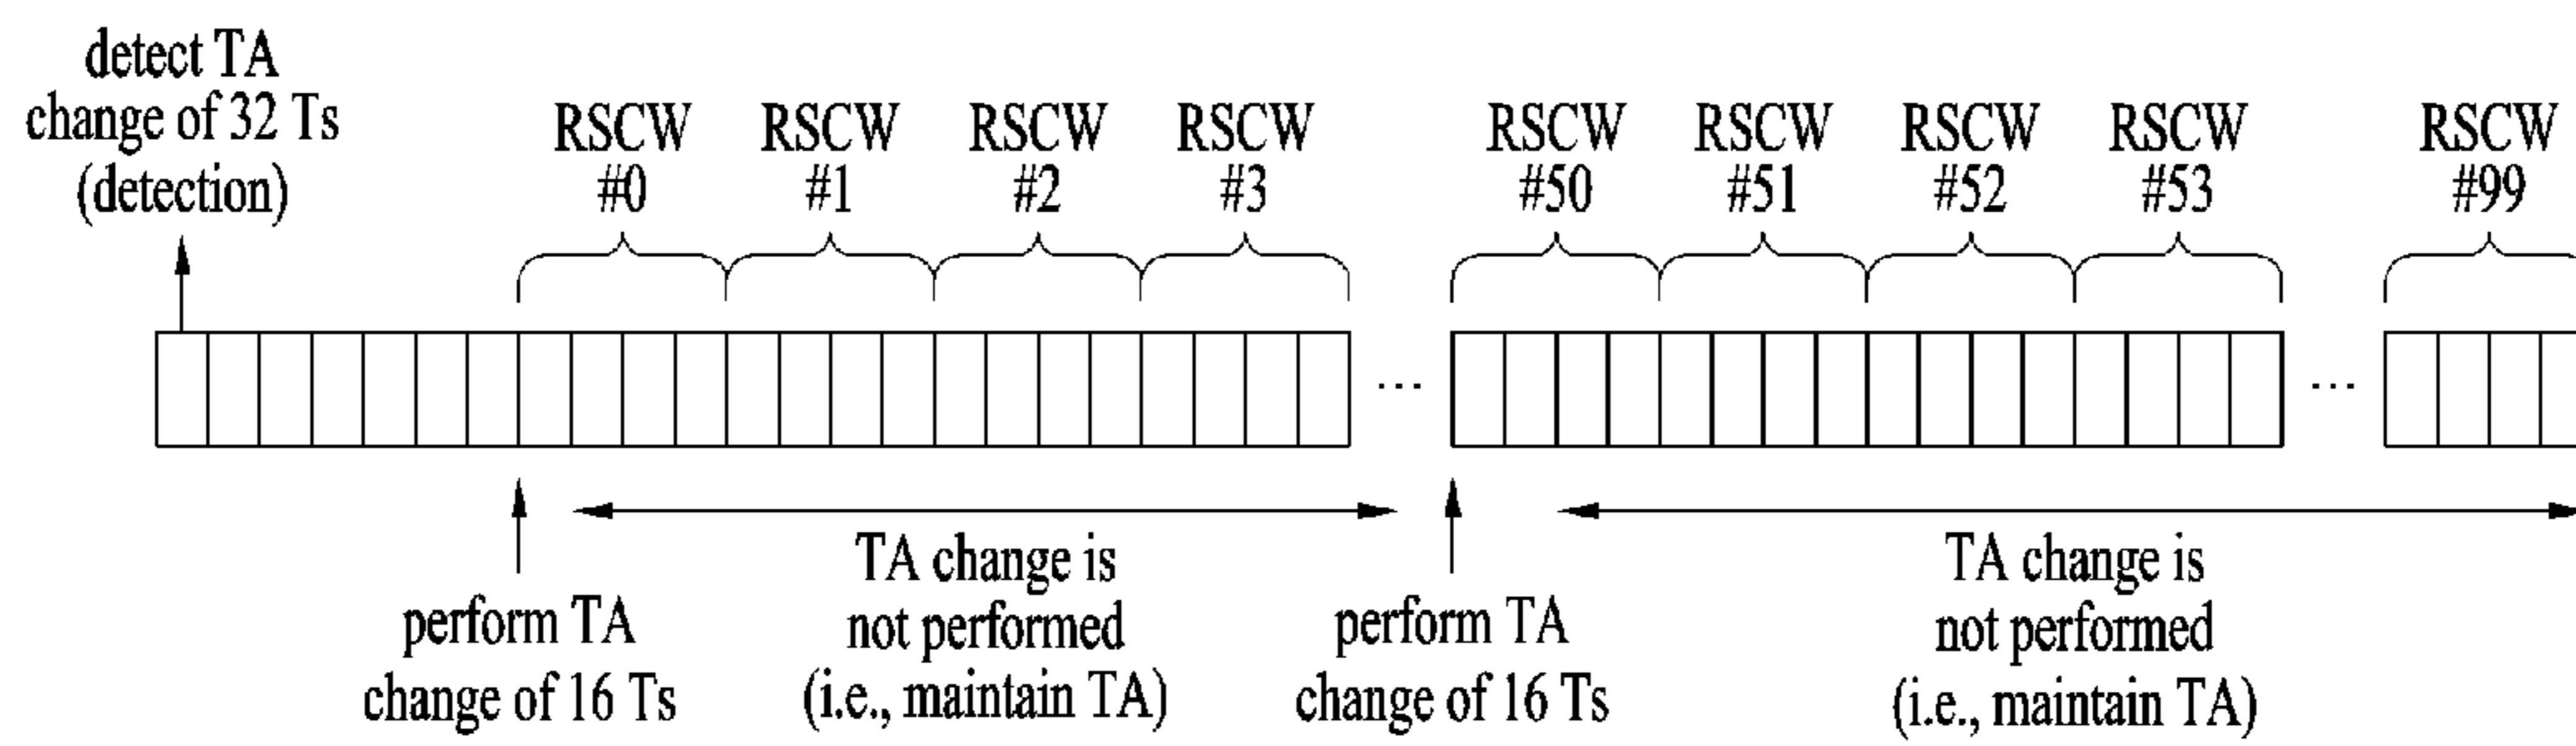 detect TA
change of 32 Ts
(detection)
RSCW
#0
RSCW
#1
RSCW
#2
RSCW
#3
RSCW
#50
RSCW
#51
RSCW
#52
RSCW
#53
RSCW
#99
...
...
perform TA
change of 16 Ts
TA change is
not performed
(i.e., maintain TA)
perform TA
change of 16 Ts
TA change is
not performed
(i.e., maintain TA)